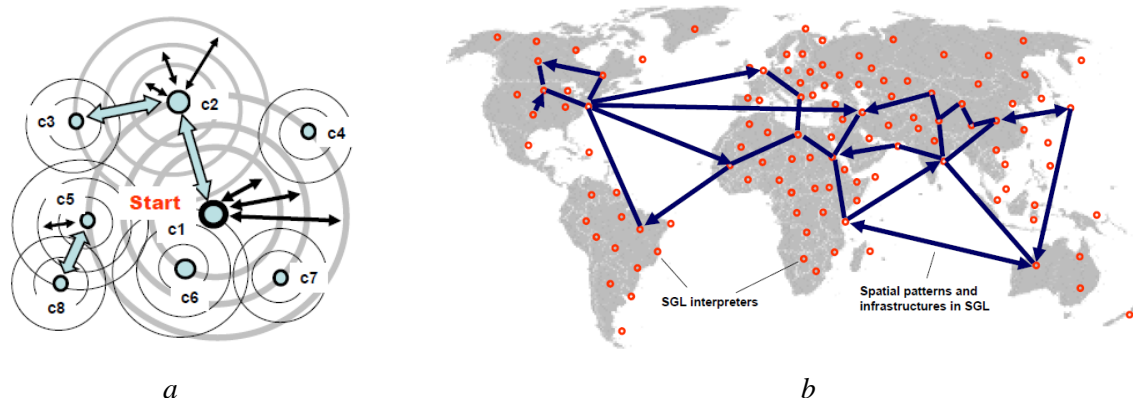 c2
c3
c4
Start
c5
c1
c6
c7
c8
SGL interpreters
Spatial patterns and
infrastructures in SGL
a
b